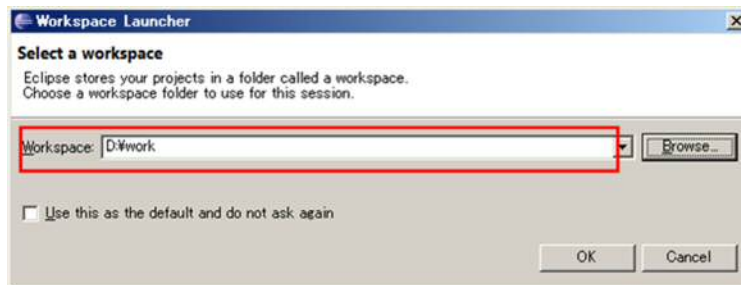 Workspace Launcher
Select a workspace
Eclipse stores your projects in a folder called a workspace.
Choose a workspace folder to use for this session.
Workspace: D:¥work Browse...
Use this as the default and do not ask again
OK Cancel